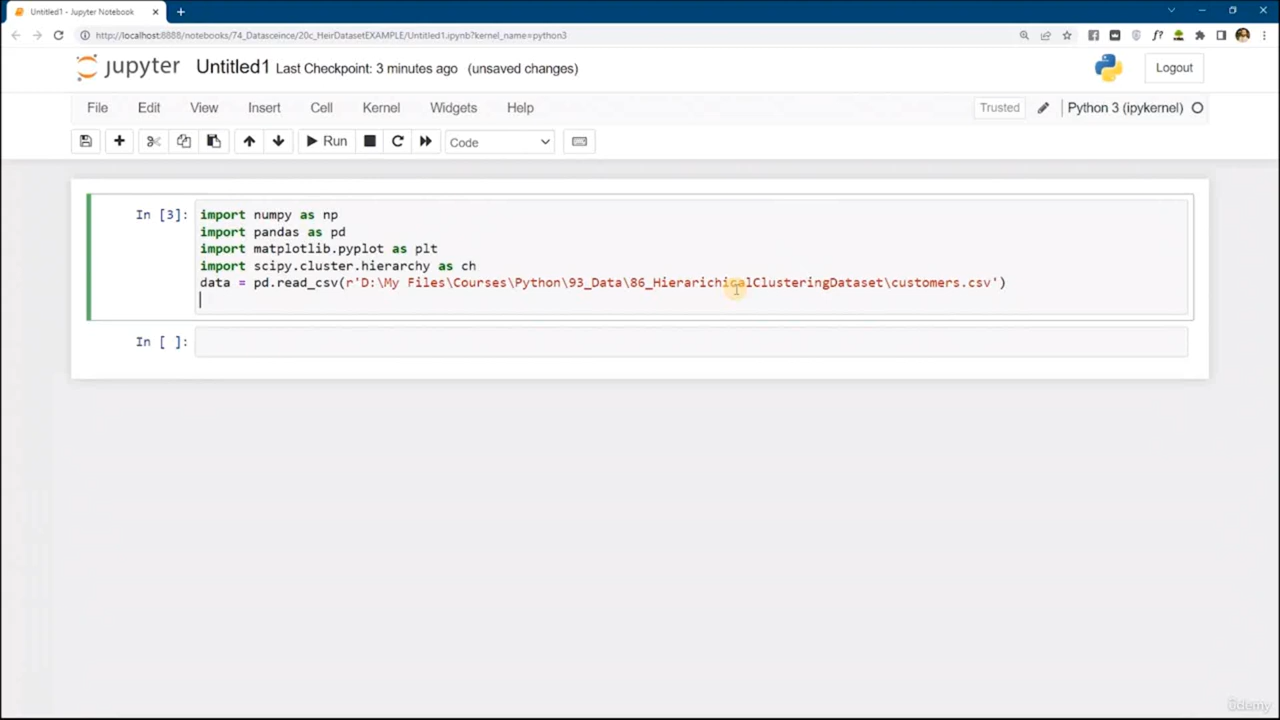 Untitled1 - Jupyter Notebook
http://localhost:8888/notebooks/74_Datasceince/20c_HeirDatasetEXAMPLE/Untitled1.ipynb?kernel_name=python3
jupyter Untitled1 Last Checkpoint: 3 minutes ago (unsaved changes) Logout
File Edit View Insert Cell Kernel Widgets Help Trusted Python 3 (ipykernel)
Run Code
In [3]: import numpy as np
import pandas as pd
import matplotlib.pyplot as plt
import scipy.cluster.hierarchy as ch
data = pd.read_csv(r'D:\My Files\Courses\Python\93_Data\86_HierarichicalClusteringDataset\customers.csv')
In [ ]:
ûdemy